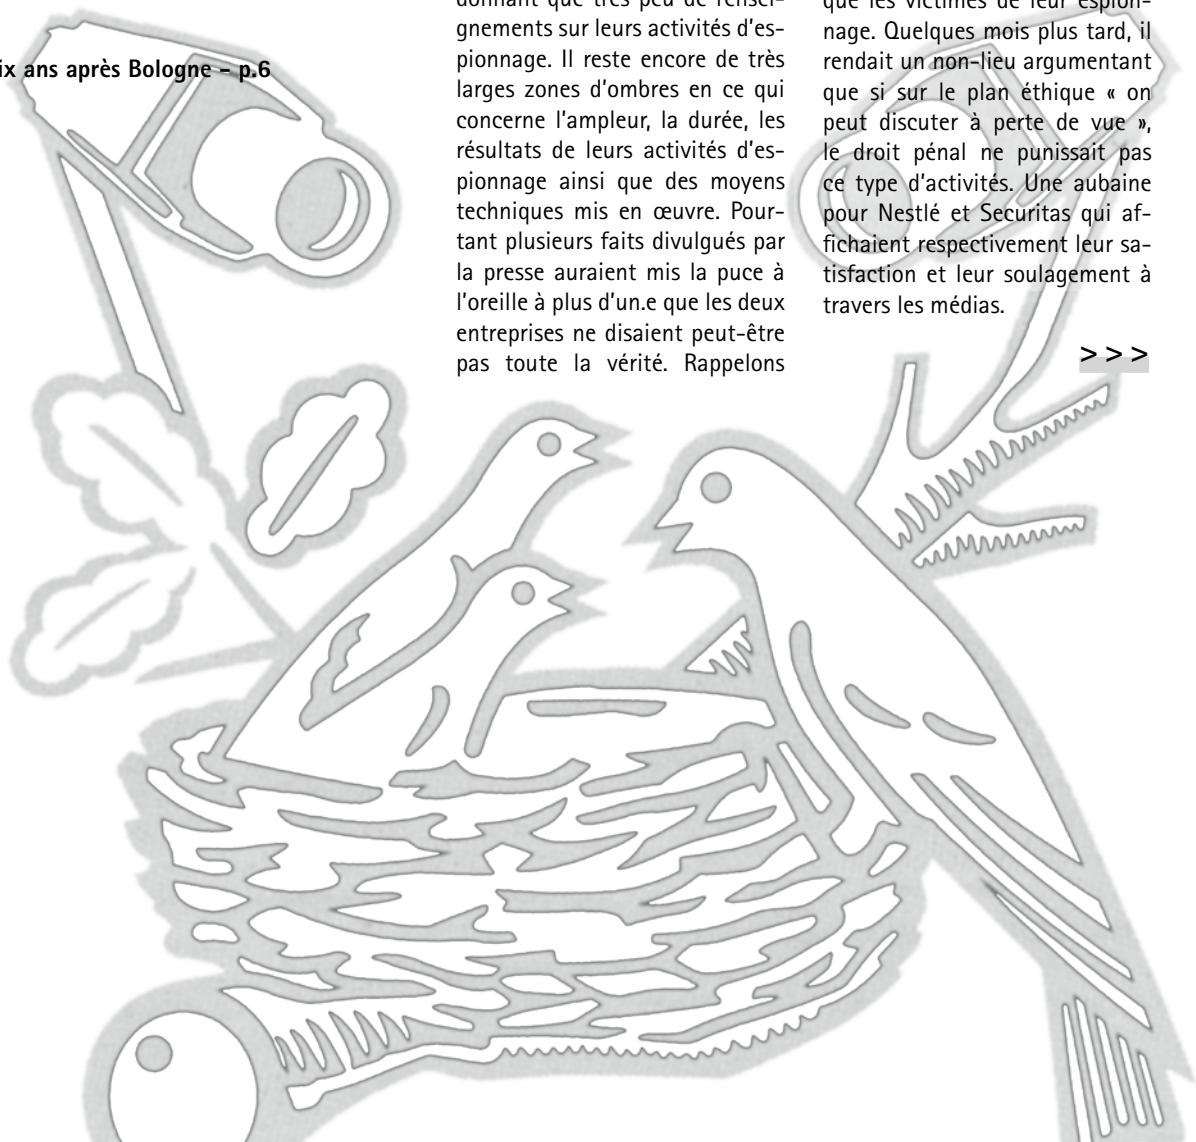 ix ans après Bologne - p.6
donnant que très peu de rensei-
gnements sur leurs activités d'es-
pionnage. Il reste encore de très
larges zones d'ombres en ce qui
concerne l'ampleur, la durée, les
résultats de leurs activités d'es-
pionnage ainsi que des moyens
techniques mis en œuvre. Pour-
tant plusieurs faits divulgués par
la presse auraient mis la puce à
l'oreille à plus d'un.e que les deux
entreprises ne disaient peut-être
pas toute la vérité. Rappelons
que les victimes de leur espion-
nage. Quelques mois plus tard, il
rendait un non-lieu argumentant
que si sur le plan éthique « on
peut discuter à perte de vue »,
le droit pénal ne punissait pas
ce type d'activités. Une aubaine
pour Nestlé et Securitas qui af-
fichaient respectivement leur sa-
tisfaction et leur soulagement à
travers les médias.
> > >